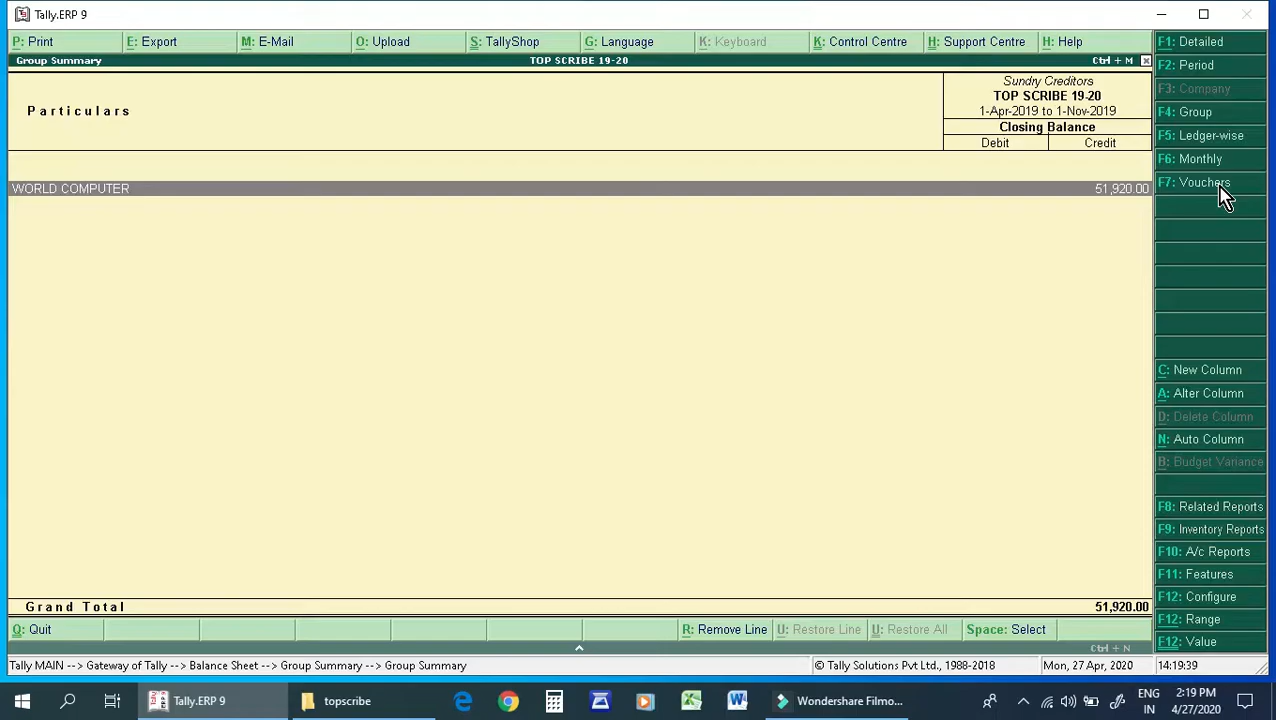 Tally.ERP 9
P: Print
E: Export
M: E-Mail
O: Upload
S: TallyShop
G: Language
K: Keyboard
K: Control Centre
H: Support Centre
H: Help
Group Summary
TOP SCRIBE 19-20
Ctrl + M
Particulars
Sundry Creditors
TOP SCRIBE 19-20
1-Apr-2019 to 1-Nov-2019
Closing Balance
Debit
Credit
WORLD COMPUTER
51,920.00
Grand Total
51,920.00
F1: Detailed
F2: Period
F3: Company
F4: Group
F5: Ledger-wise
F6: Monthly
F7: Vouchers
C: New Column
A: Alter Column
D: Delete Column
N: Auto Column
B: Budget Variance
F8: Related Reports
F9: Inventory Reports
F10: A/c Reports
F11: Features
F12: Configure
F12: Range
F12: Value
Q: Quit
R: Remove Line
U: Restore Line
U: Restore All
Space: Select
Ctrl + N
Tally MAIN --> Gateway of Tally --> Balance Sheet --> Group Summary --> Group Summary
© Tally Solutions Pvt Ltd., 1988-2018
Mon, 27 Apr, 2020
14:19:39
Tally.ERP 9
topscribe
Wondershare Filmo...
ENG
IN
2:19 PM
4/27/2020